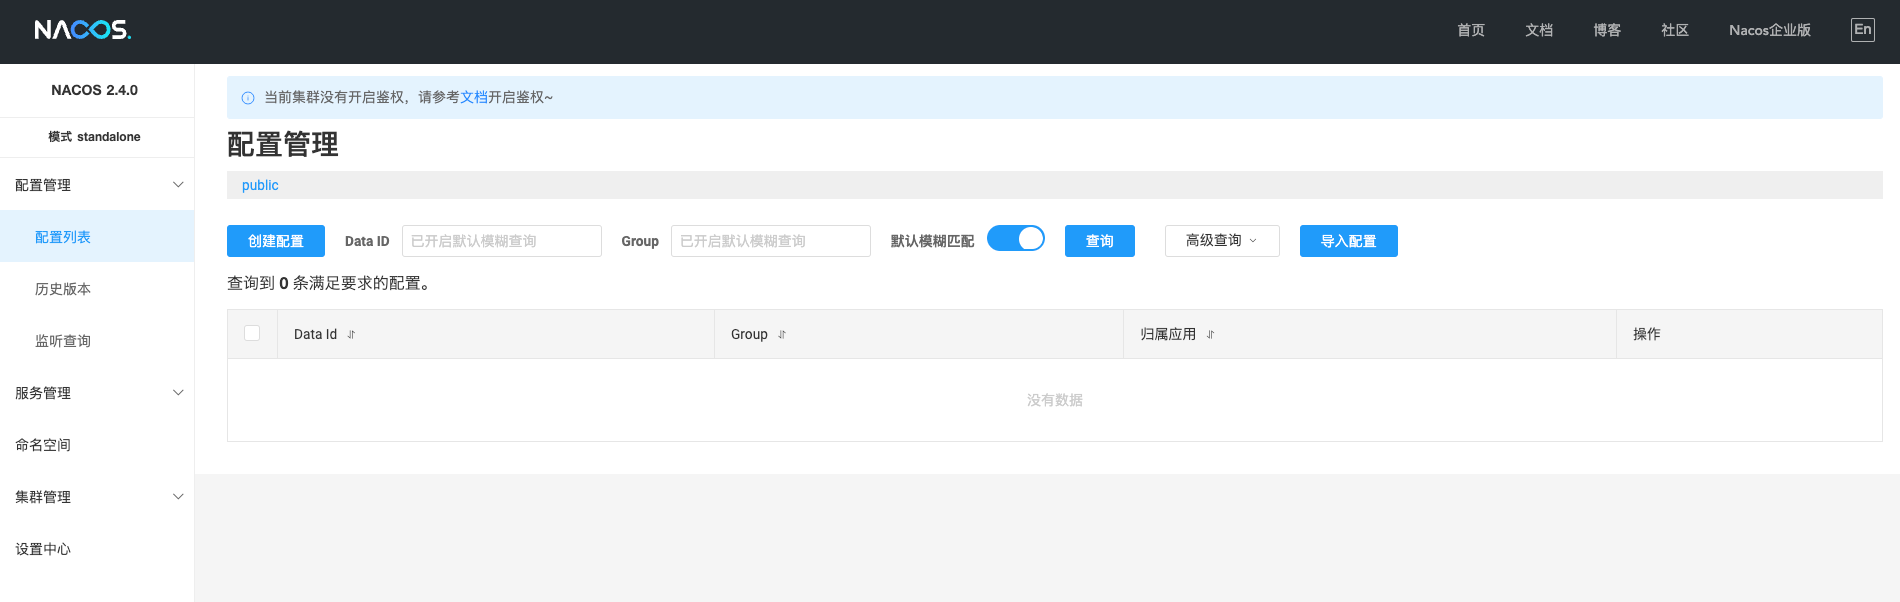 NACOS.
首页 文档 博客 社区 Nacos企业版 En
NACOS 2.4.0
模式 standalone
配置管理
配置列表
历史版本
监听查询
服务管理
命名空间
集群管理
设置中心
当前集群没有开启鉴权，请参考文档开启鉴权~
配置管理
public
创建配置 Data ID 已开启默认模糊查询 Group 已开启默认模糊查询 默认模糊匹配 查询 高级查询 导入配置
查询到 0 条满足要求的配置。
Data Id Group 归属应用 操作
没有数据